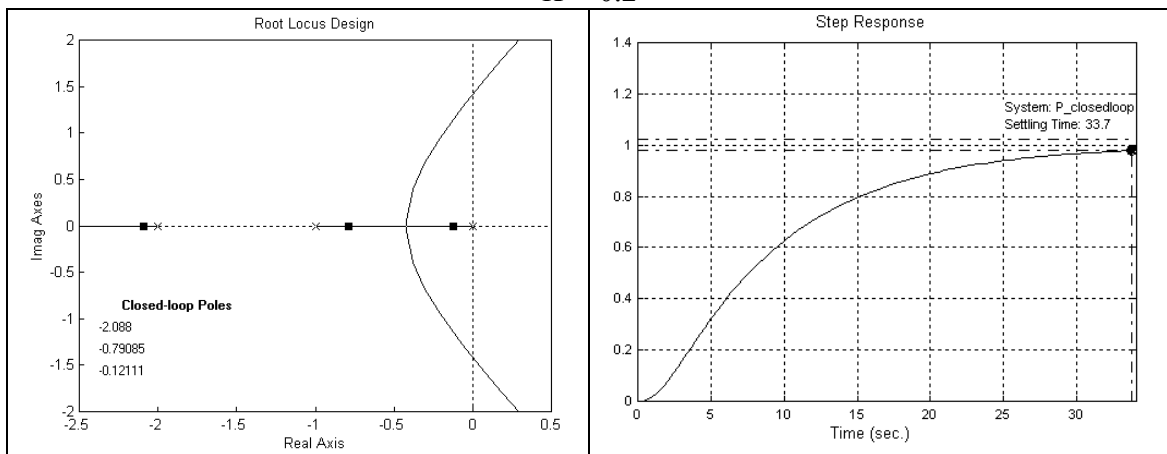 Root Locus Design
2
1.5
1
0.5
0
-0.5
-1
-1.5
-2
Imag Axes
Closed-loop Poles
-2.088
-0.79085
-0.12111
-2.5 -2 -1.5 -1 -0.5 0 0.5
Real Axis
Step Response
1.4
1.2
1
0.8
0.6
0.4
0.2
0
System: P_closedloop
Settling Time: 33.7
0 5 10 15 20 25 30
Time (sec.)